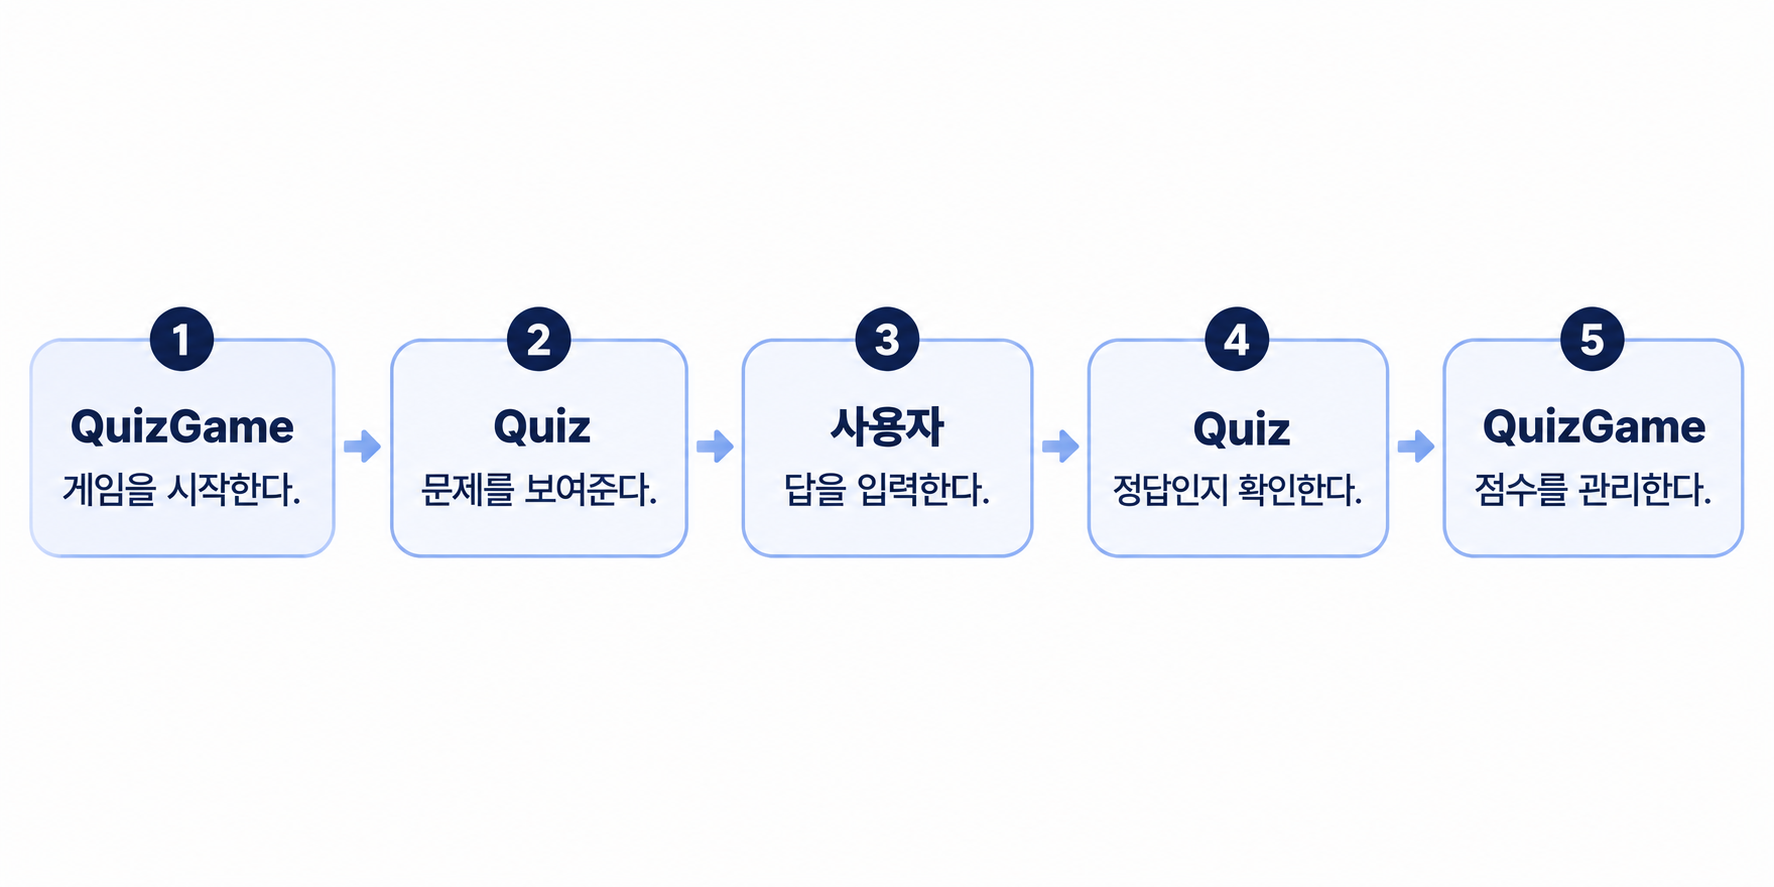 1
QuizGame
게임을 시작한다.
2
Quiz
문제를 보여준다.
3
사용자
답을 입력한다.
4
Quiz
정답인지 확인한다.
5
QuizGame
점수를 관리한다.